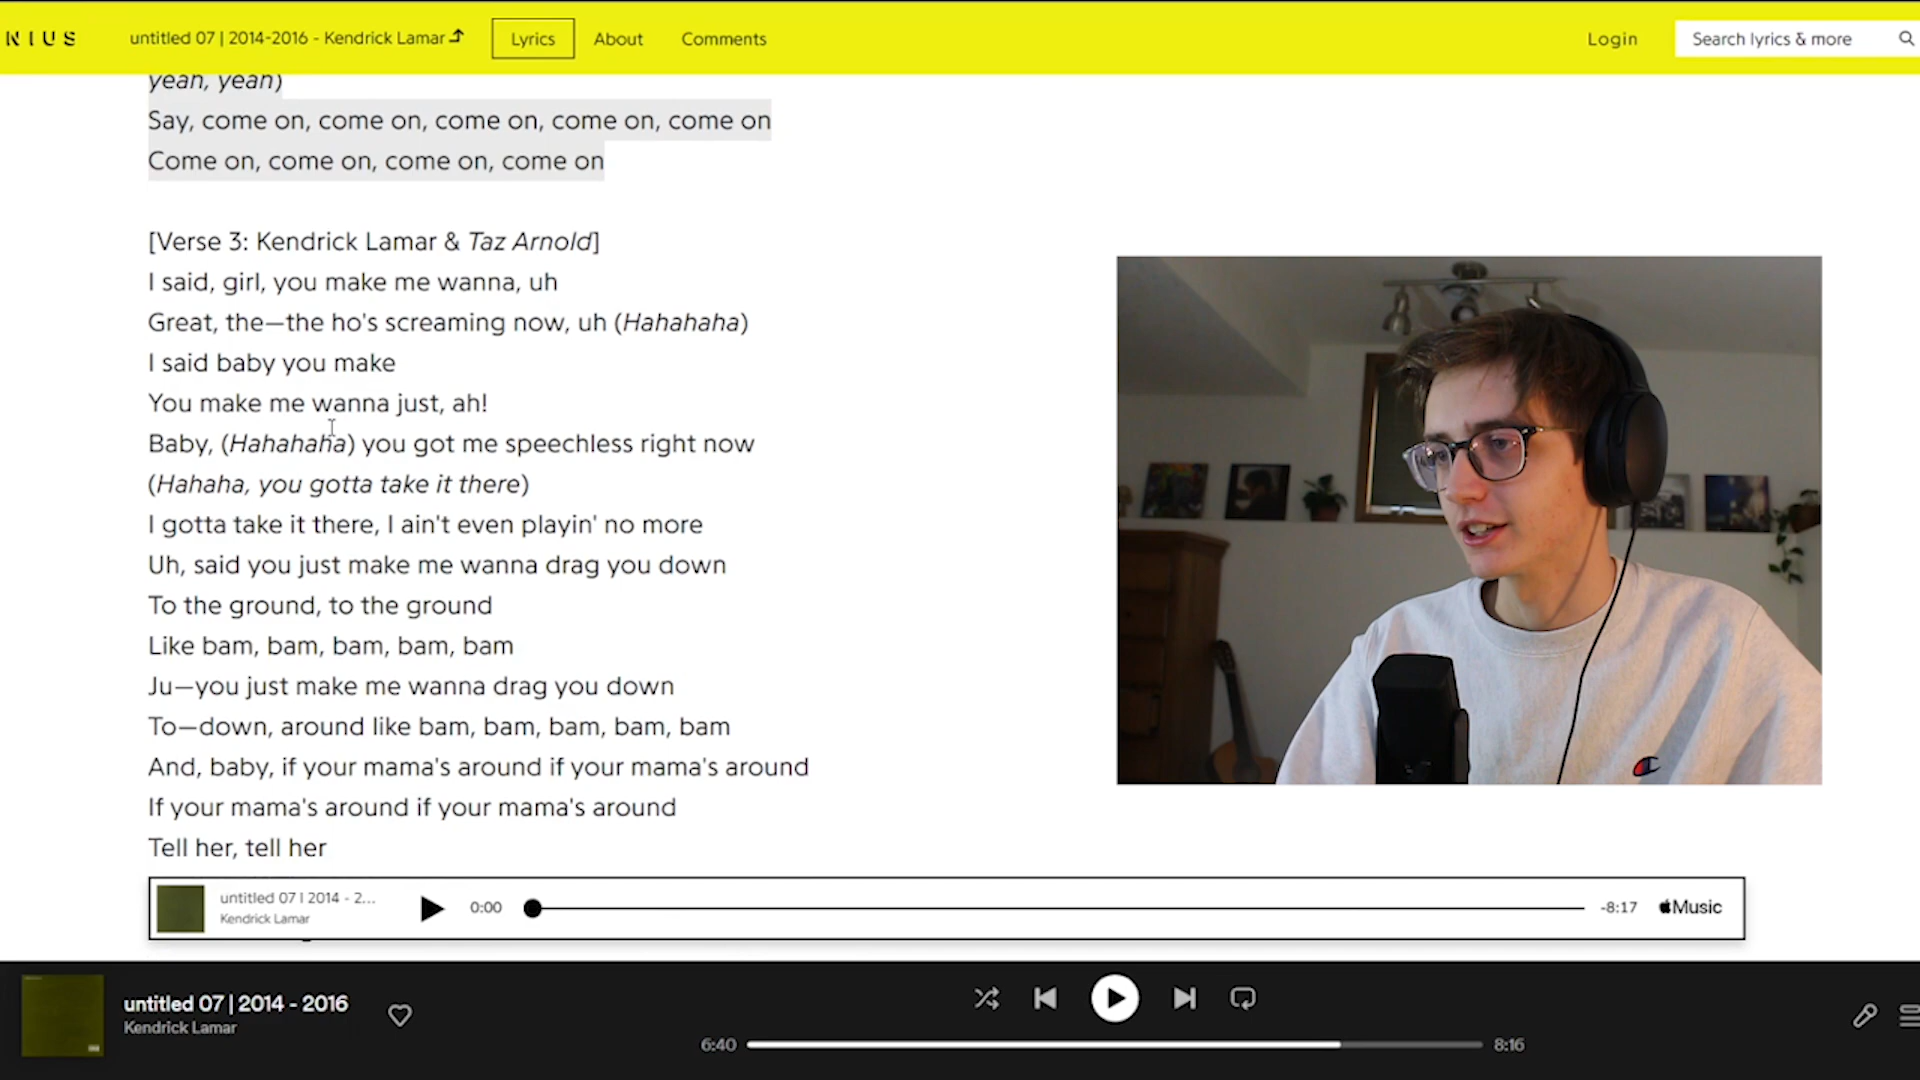 NIUS
untitled 07 | 2014-2016 - Kendrick Lamar
Lyrics
About
Comments
Login
Search lyrics & more
yeah, yeah)
Say, come on, come on, come on, come on, come on
Come on, come on, come on, come on
[Verse 3: Kendrick Lamar & Taz Arnold]
I said, girl, you make me wanna, uh
Great, the—the ho's screaming now, uh (Hahahaha)
I said baby you make
You make me wanna just, ah!
Baby, (Hahahaha) you got me speechless right now
(Hahaha, you gotta take it there)
I gotta take it there, I ain't even playin' no more
Uh, said you just make me wanna drag you down
To the ground, to the ground
Like bam, bam, bam, bam, bam
Ju—you just make me wanna drag you down
To—down, around like bam, bam, bam, bam, bam
And, baby, if your mama's around if your mama's around
If your mama's around if your mama's around
Tell her, tell her
untitled 07 | 2014 - 2...
Kendrick Lamar
0:00
-8:17
Music
untitled 07 | 2014 - 2016
Kendrick Lamar
6:40
8:16